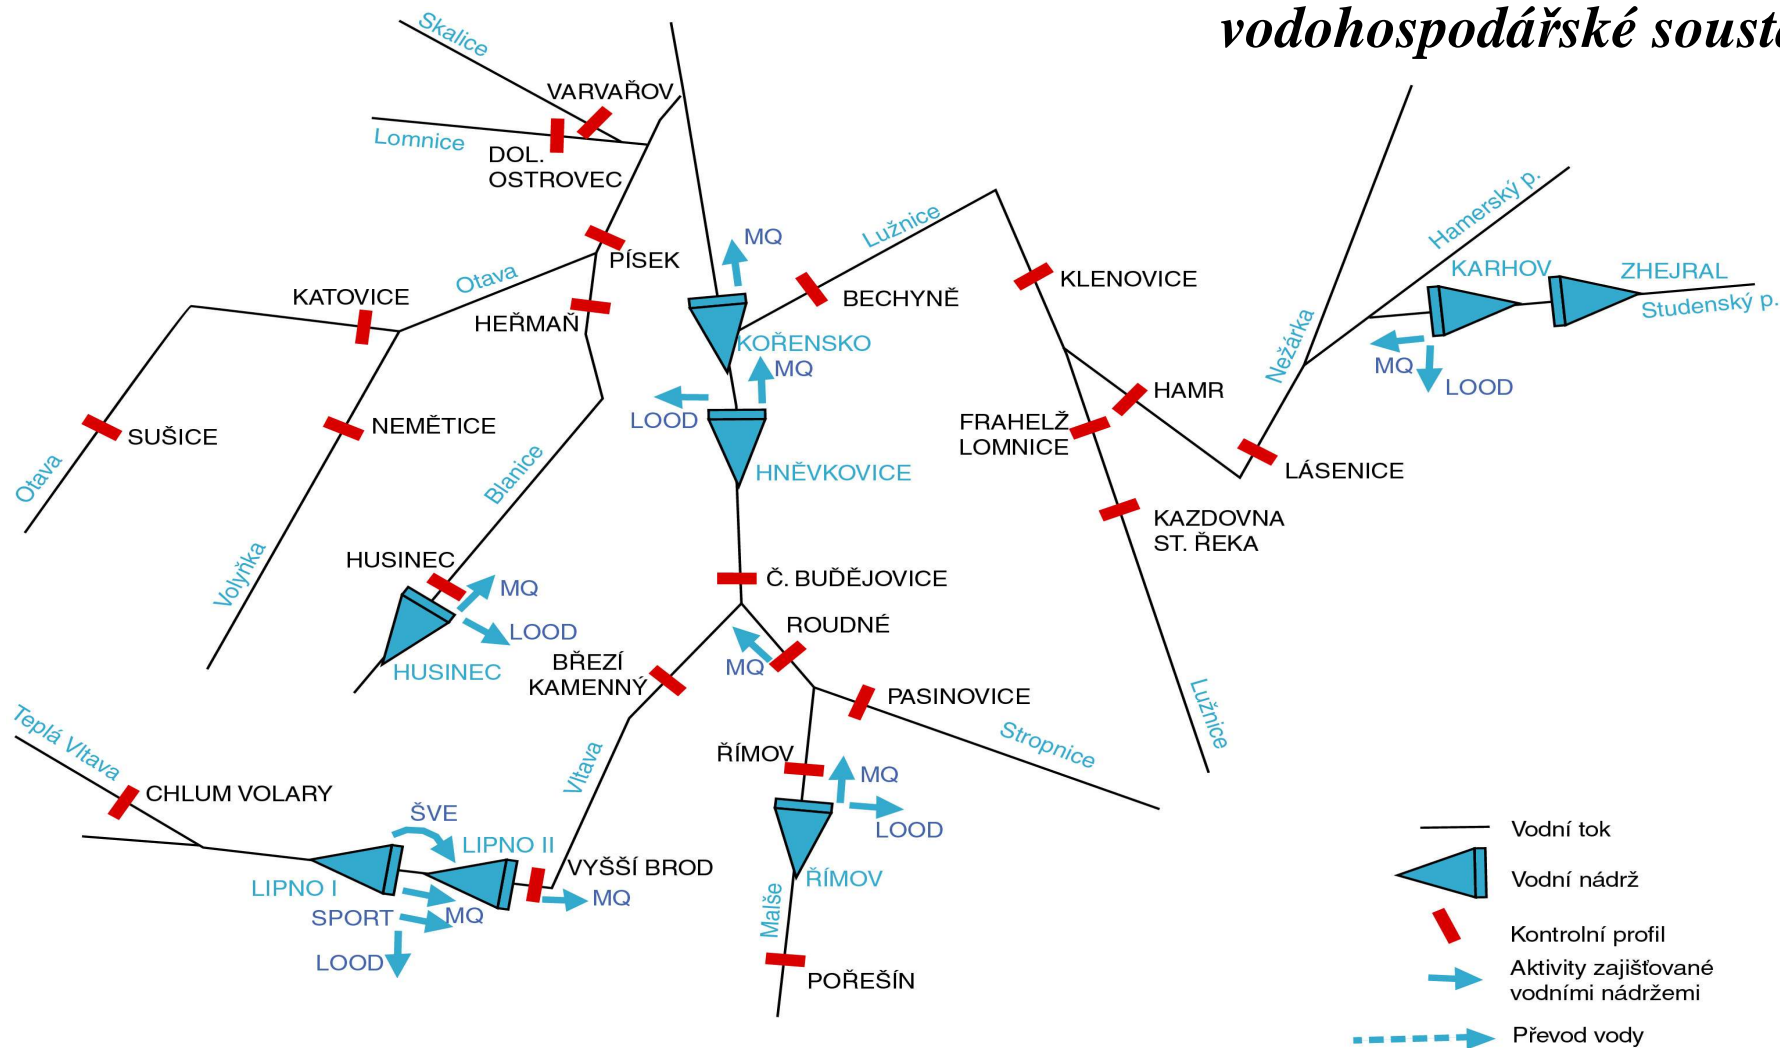 vodohospodářské
Skalice
VARVAŘOV
Lomnice
DOL.
OSTROVEC
Hamerský p.
Lužnice
MQ
PÍSEK
KARHOV
ZHEJRAL
Studenský p.
Otava
KATOVICE
HEŘMAŇ
BECHYNĚ
KLENOVICE
KOŘENSKO
MQ
Nežárka
MQ
LOOD
LOOD
HAMR
SUŠICE
NEMĚTICE
FRAHELŽ
LOMNICE
LÁSENICE
Otava
Blanice
HNĚVKOVICE
KAZDOVNA
ST. ŘEKA
Volyňka
HUSINEC
MQ
LOOD
HUSINEC
Č. BUĎĚJOVICE
ROUDNÉ
MQ
BŘEZÍ
KAMENNÝ
PASINOVICE
Stropnice
Lužnice
Teplá Vltava
CHLUM VOLARY
Vltava
ŘÍMOV
MQ
LOOD
ŠVE
LIPNO II
VYŠŠÍ BROD
LIPNO I
MQ
SPORT
MQ
LOOD
ŘÍMOV
Malše
POŘEŠÍN
Vodní tok
Vodní nádrž
Kontrolní profil
Aktivity zajišťované
vodními nádržemi
Převod vody